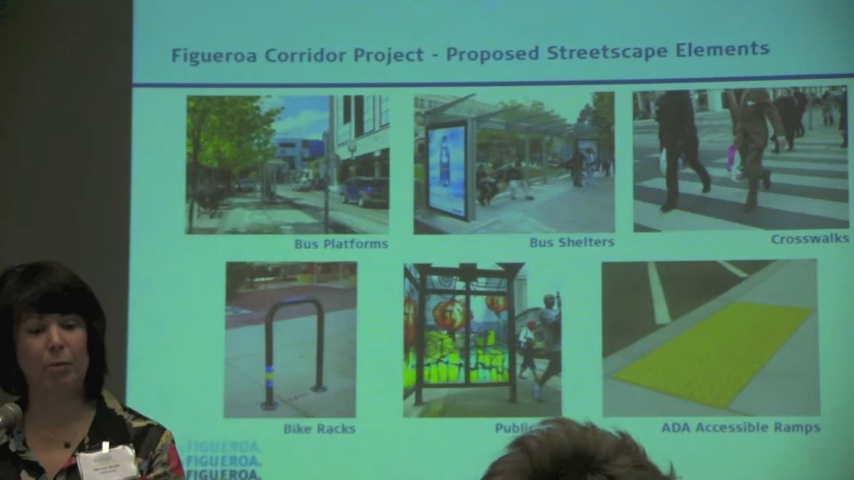 Figueroa Corridor Project - Proposed Streetscape Elements
Bus Platforms
Bus Shelters
Crosswalks
Bike Racks
Public
ADA Accessible Ramps
FIGUEROA.
FIGUEROA.
FIGUEROA.